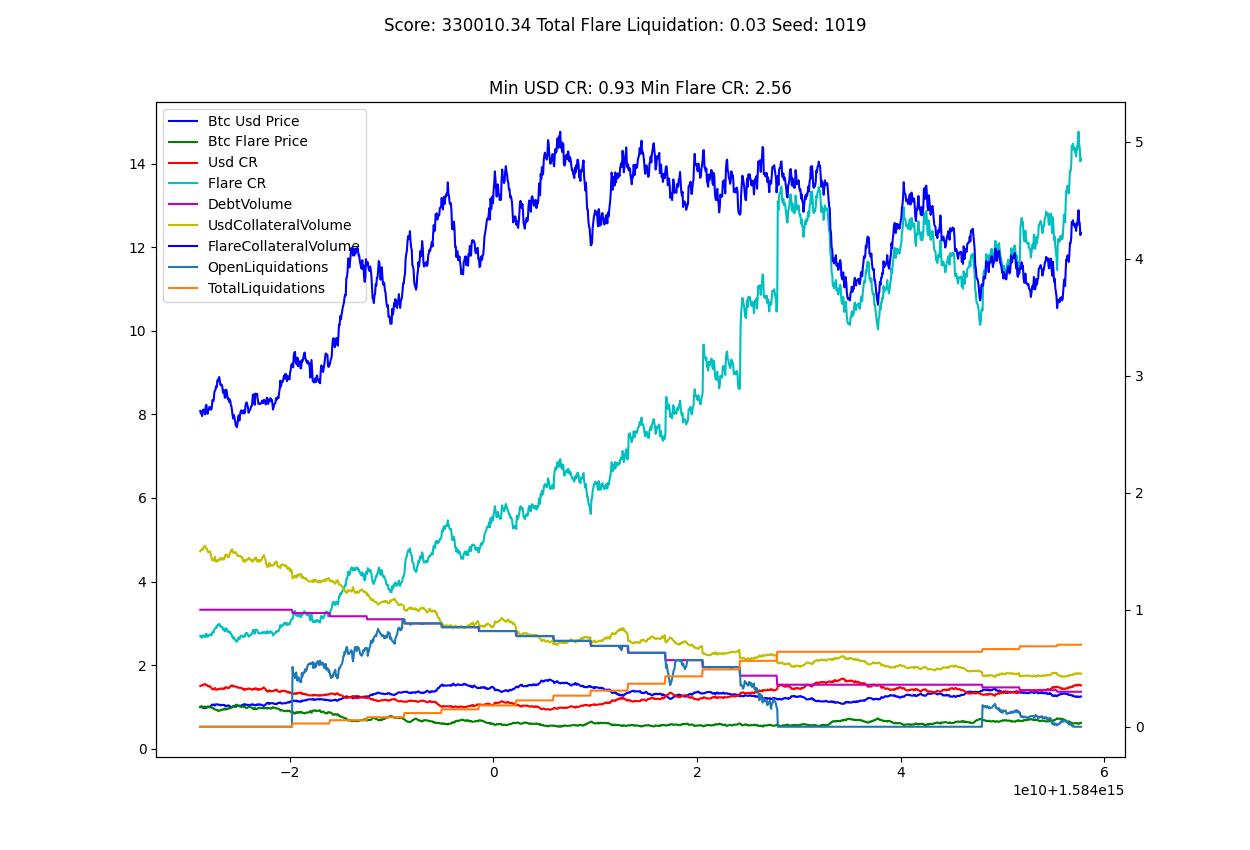 Score: 330010.34 Total Flare Liquidation: 0.03 Seed: 1019
Min USD CR: 0.93 Min Flare CR: 2.56
Btc Usd Price
Btc Flare Price
Usd CR
Flare CR
DebtVolume
UsdCollateralVolume
FlareCollateralVolume
OpenLiquidations
TotalLiquidations
14
12
10
8
6
4
2
0
5
4
3
2
1
0
−2 0 2 4 6
1e10+1.584e15